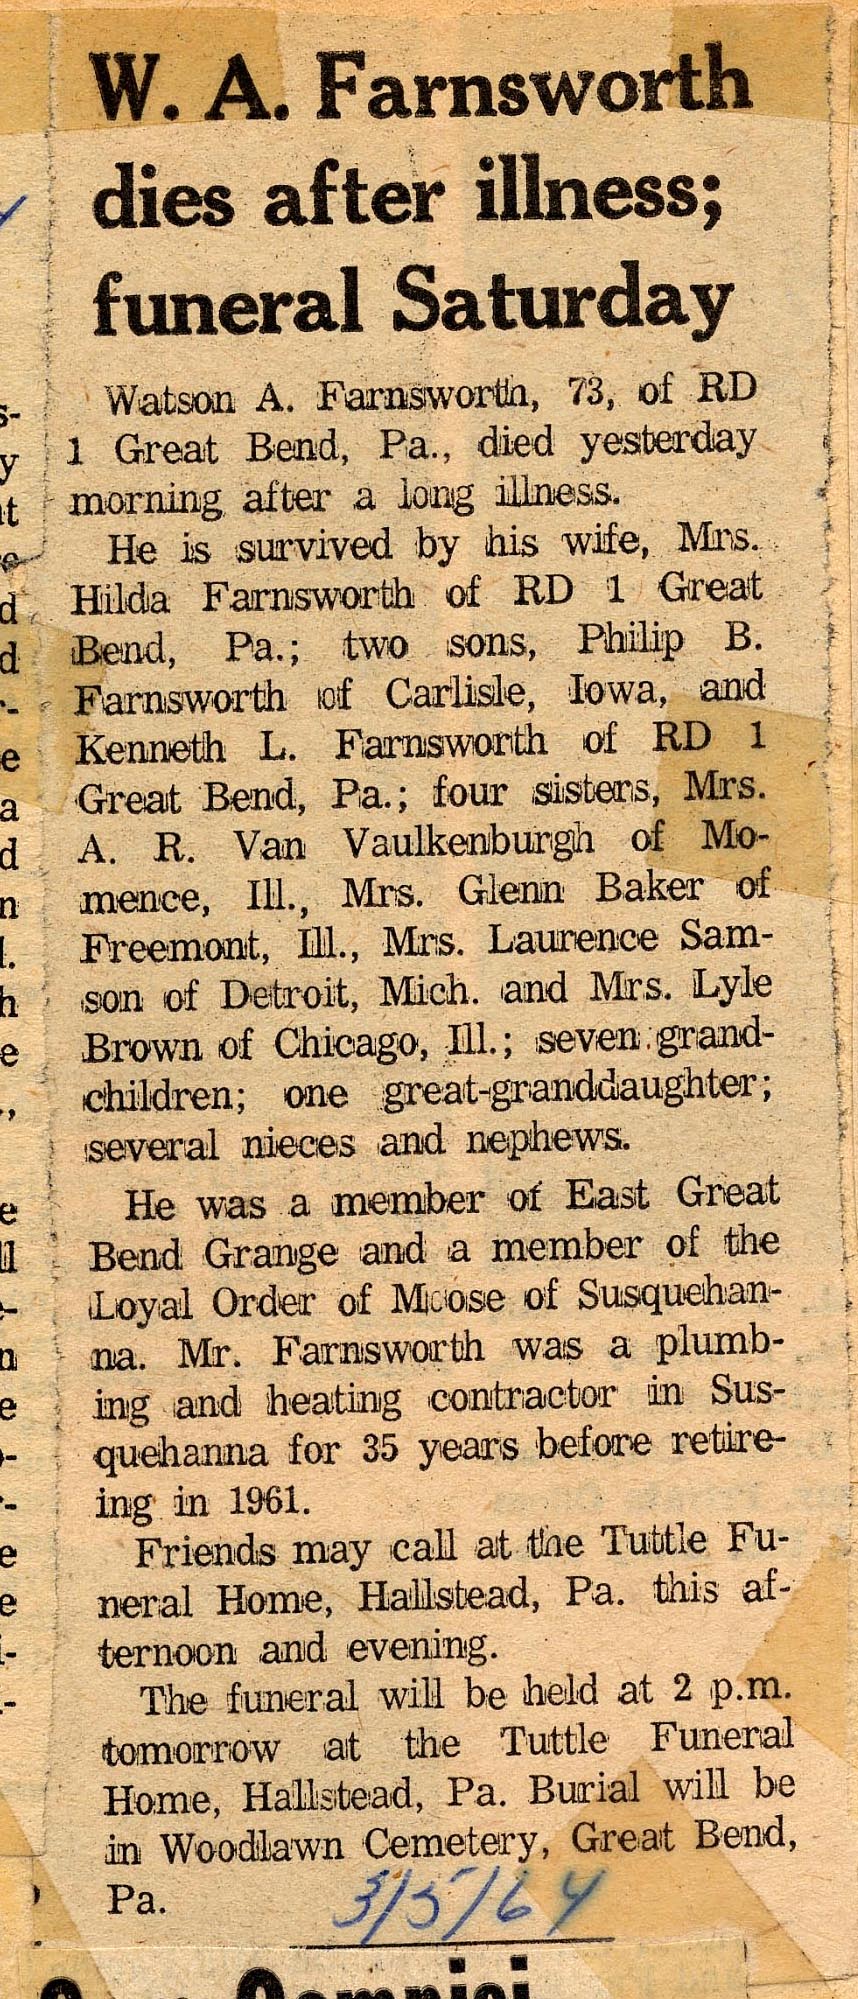 W. A. Farnsworth
dies after illness;
funeral Saturday
Watson A. Farnsworth, 73, of RD
1 Great Bend, Pa., died yesterday
morning after a long illness.
He is survived by his wife, Mrs.
Hilda Farnsworth of RD 1 Great
Bend, Pa.; two sons, Philip B.
Farnsworth of Carlisle, Iowa, and
Kenneth L. Farnsworth of RD 1
Great Bend, Pa.; four sisters, Mrs.
A. R. Van Vaulkenburgh of Mo-
mence, Ill., Mrs. Glenn Baker of
Freemont, Ill., Mrs. Laurence Sam-
son of Detroit, Mich. and Mrs. Lyle
Brown of Chicago, Ill.; seven grand-
children; one great-granddaughter;
several nieces and nephews.
He was a member of East Great
Bend Grange and a member of the
Loyal Order of Moose of Susquehan-
na. Mr. Farnsworth was a plumb-
ing and heating contractor in Sus-
quehanna for 35 years before retire-
ing in 1961.
Friends may call at the Tuttle Fu-
neral Home, Hallstead, Pa. this af-
ternoon and evening.
The funeral will be held at 2 p.m.
tomorrow at the Tuttle Funeral
Home, Hallstead, Pa. Burial will be
in Woodlawn Cemetery, Great Bend,
Pa.
3/5/64